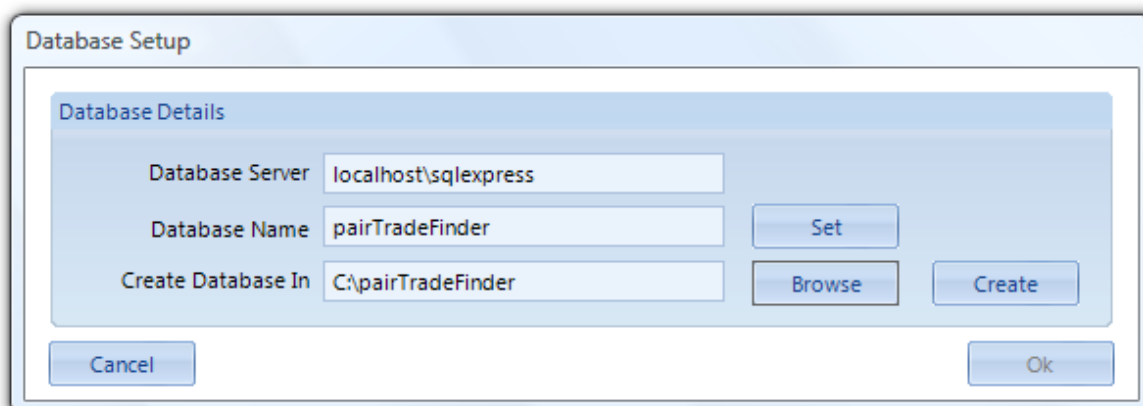 Database Setup
Database Details
Database Server localhost\sqlexpress
Database Name pairTradeFinder Set
Create Database In C:\pairTradeFinder Browse Create
Cancel Ok